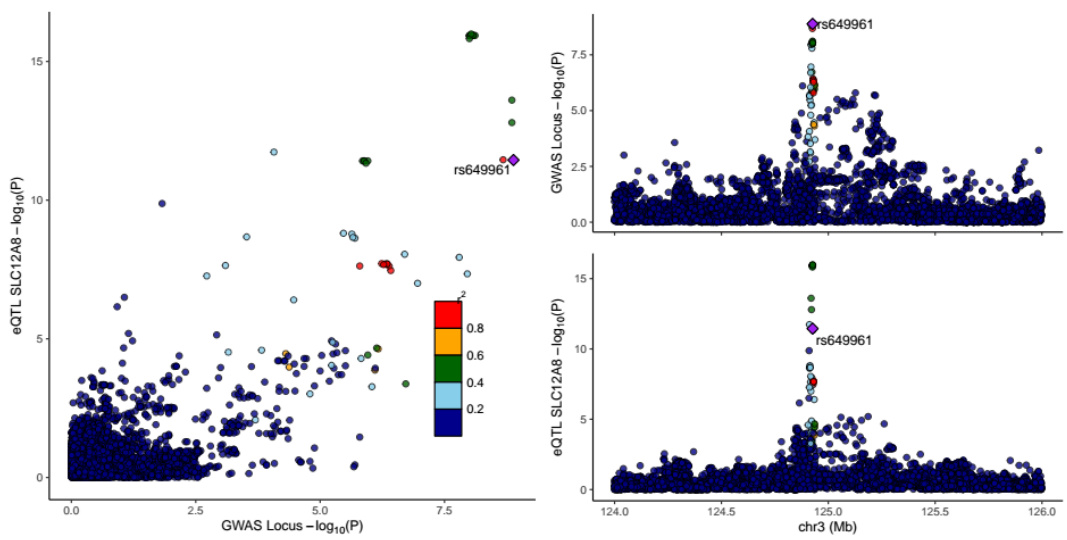 15
10
5
0
eQTL SLC12A8 −log10(P)
0.0
2.5
5.0
7.5
GWAS Locus −log10(P)
rs649961
r2
0.8
0.6
0.4
0.2
7.5
5.0
2.5
0.0
GWAS Locus −log10(P)
rs649961
15
10
5
0
eQTL SLC12A8 −log10(P)
rs649961
124.0
124.5
125.0
125.5
126.0
chr3 (Mb)